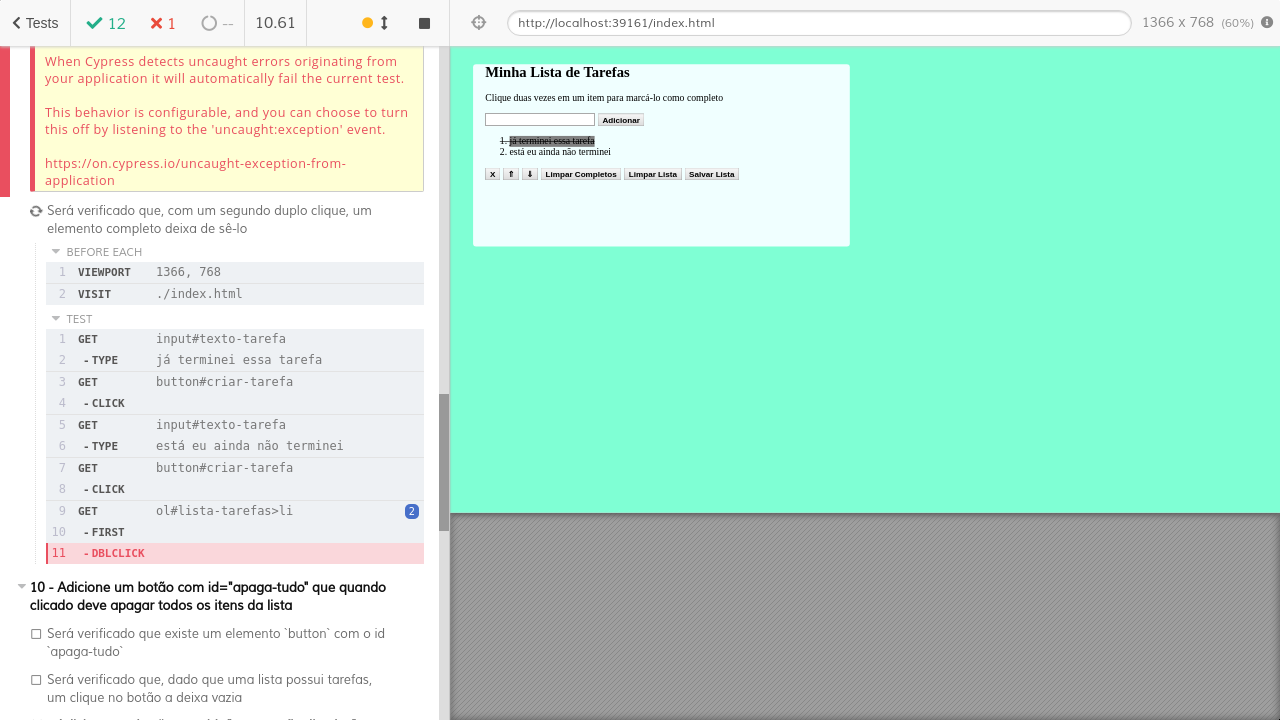 Tests
12
1
--
10.61
http://localhost:39161/index.html
1366 x 768 (60%)
When Cypress detects uncaught errors originating from
your application it will automatically fail the current test.
This behavior is configurable, and you can choose to turn
this off by listening to the 'uncaught:exception' event.
https://on.cypress.io/uncaught-exception-from-
application
Será verificado que, com um segundo duplo clique, um
elemento completo deixa de sê-lo
BEFORE EACH
1 VIEWPORT 1366, 768
2 VISIT ./index.html
TEST
1 GET input#texto-tarefa
2 -TYPE já terminei essa tarefa
3 GET button#criar-tarefa
4 -CLICK
5 GET input#texto-tarefa
6 -TYPE está eu ainda não terminei
7 GET button#criar-tarefa
8 -CLICK
9 GET ol#lista-tarefas>li 2
10 -FIRST
11 -DBLCLICK
10 - Adicione um botão com id="apaga-tudo" que quando
clicado deve apagar todos os itens da lista
Será verificado que existe um elemento `button` com o id
`apaga-tudo`
Será verificado que, dado que uma lista possui tarefas,
um clique no botão a deixa vazia
Minha Lista de Tarefas
Clique duas vezes em um item para marcá-lo como completo
Adicionar
1. já terminei essa tarefa
2. está eu ainda não terminei
X ⬆ ⬇ Limpar Completos Limpar Lista Salvar Lista